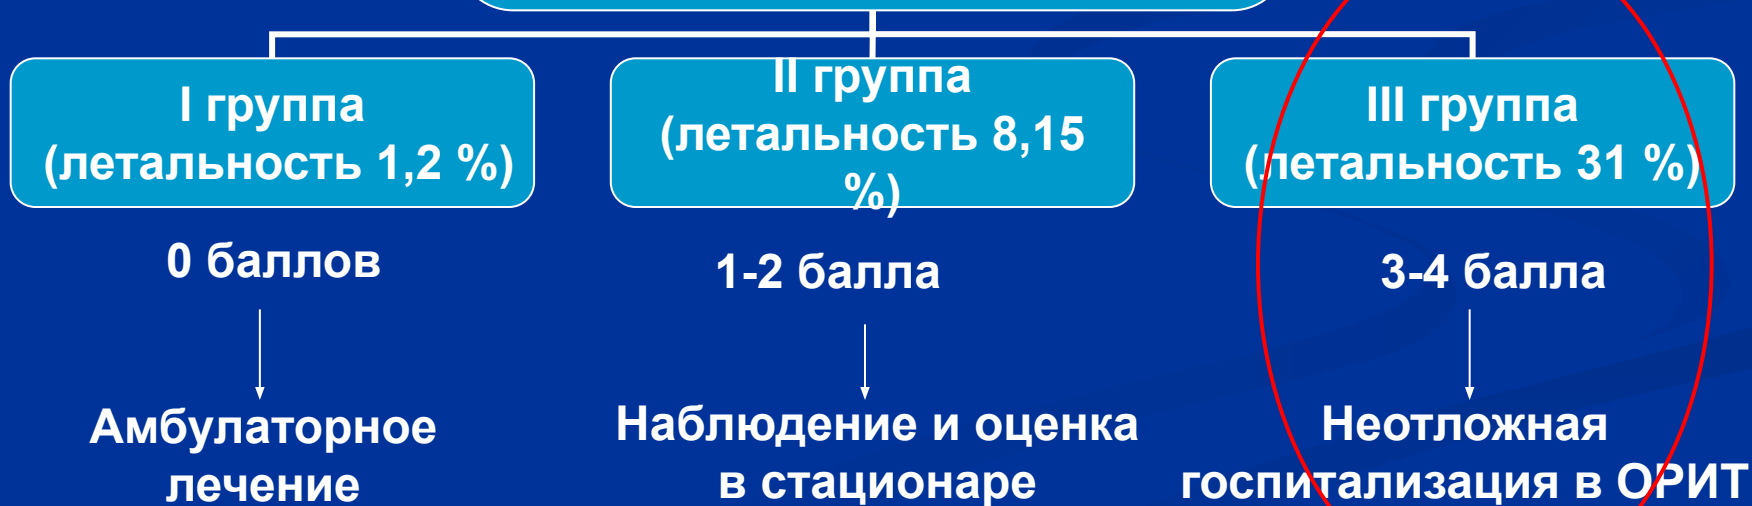 I группа
(летальность 1,2 %)
II группа
(летальность 8,15
%)
III группа
(летальность 31 %)
0 баллов
1-2 балла
3-4 балла
Амбулаторное
лечение
Наблюдение и оценка
в стационаре
Неотложная
госпитализация в ОРИТ